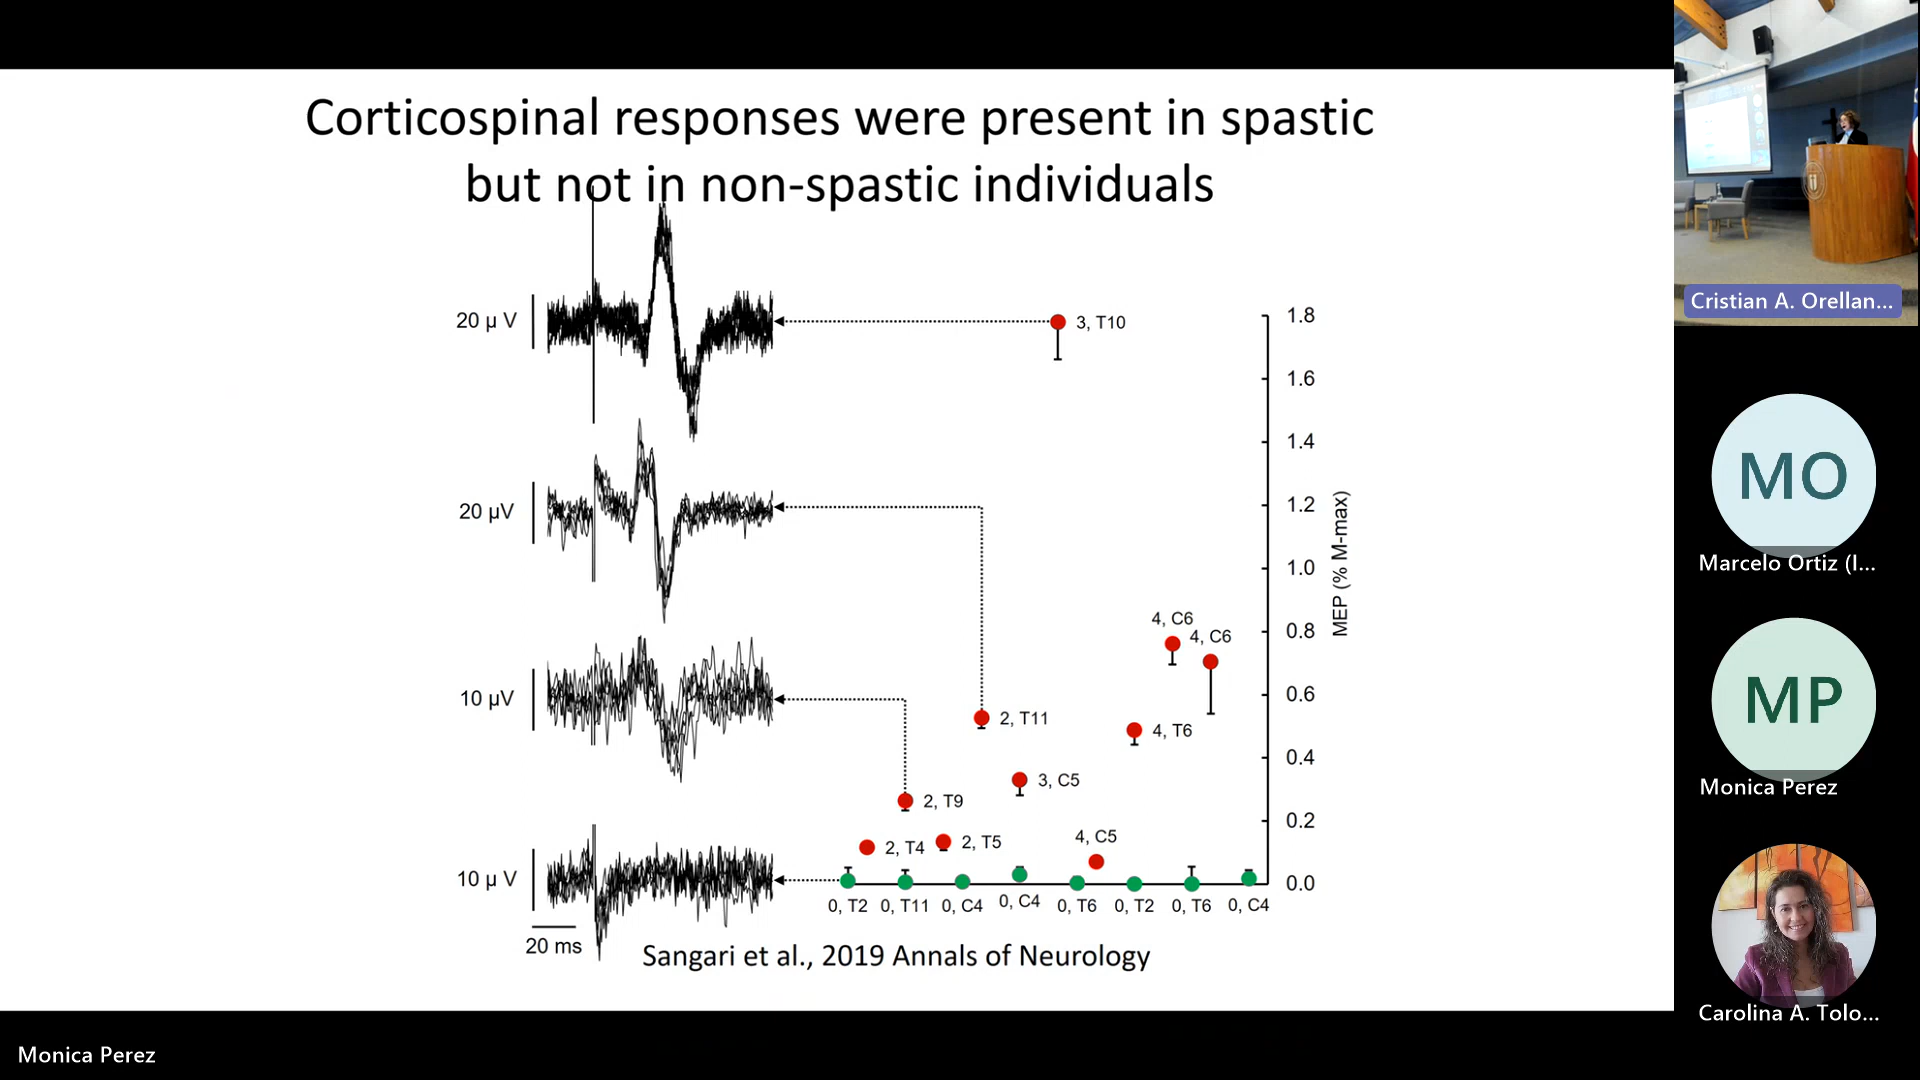 Corticospinal responses were present in spastic
but not in non-spastic individuals
20 µ V
20 µV
10 µV
10 µ V
20 ms
3, T10
2, T11
2, T9
3, C5
2, T4
2, T5
4, C5
4, T6
4, C6
4, C6
0, T2
0, T11
0, C4
0, C4
0, T6
0, T2
0, T6
0, C4
1.8
1.6
1.4
1.2
1.0
0.8
0.6
0.4
0.2
0.0
MEP (% M-max)
Sangari et al., 2019 Annals of Neurology
Cristian A. Orellan...
MO
Marcelo Ortiz (I...
MP
Monica Perez
Carolina A. Tolo...
Monica Perez